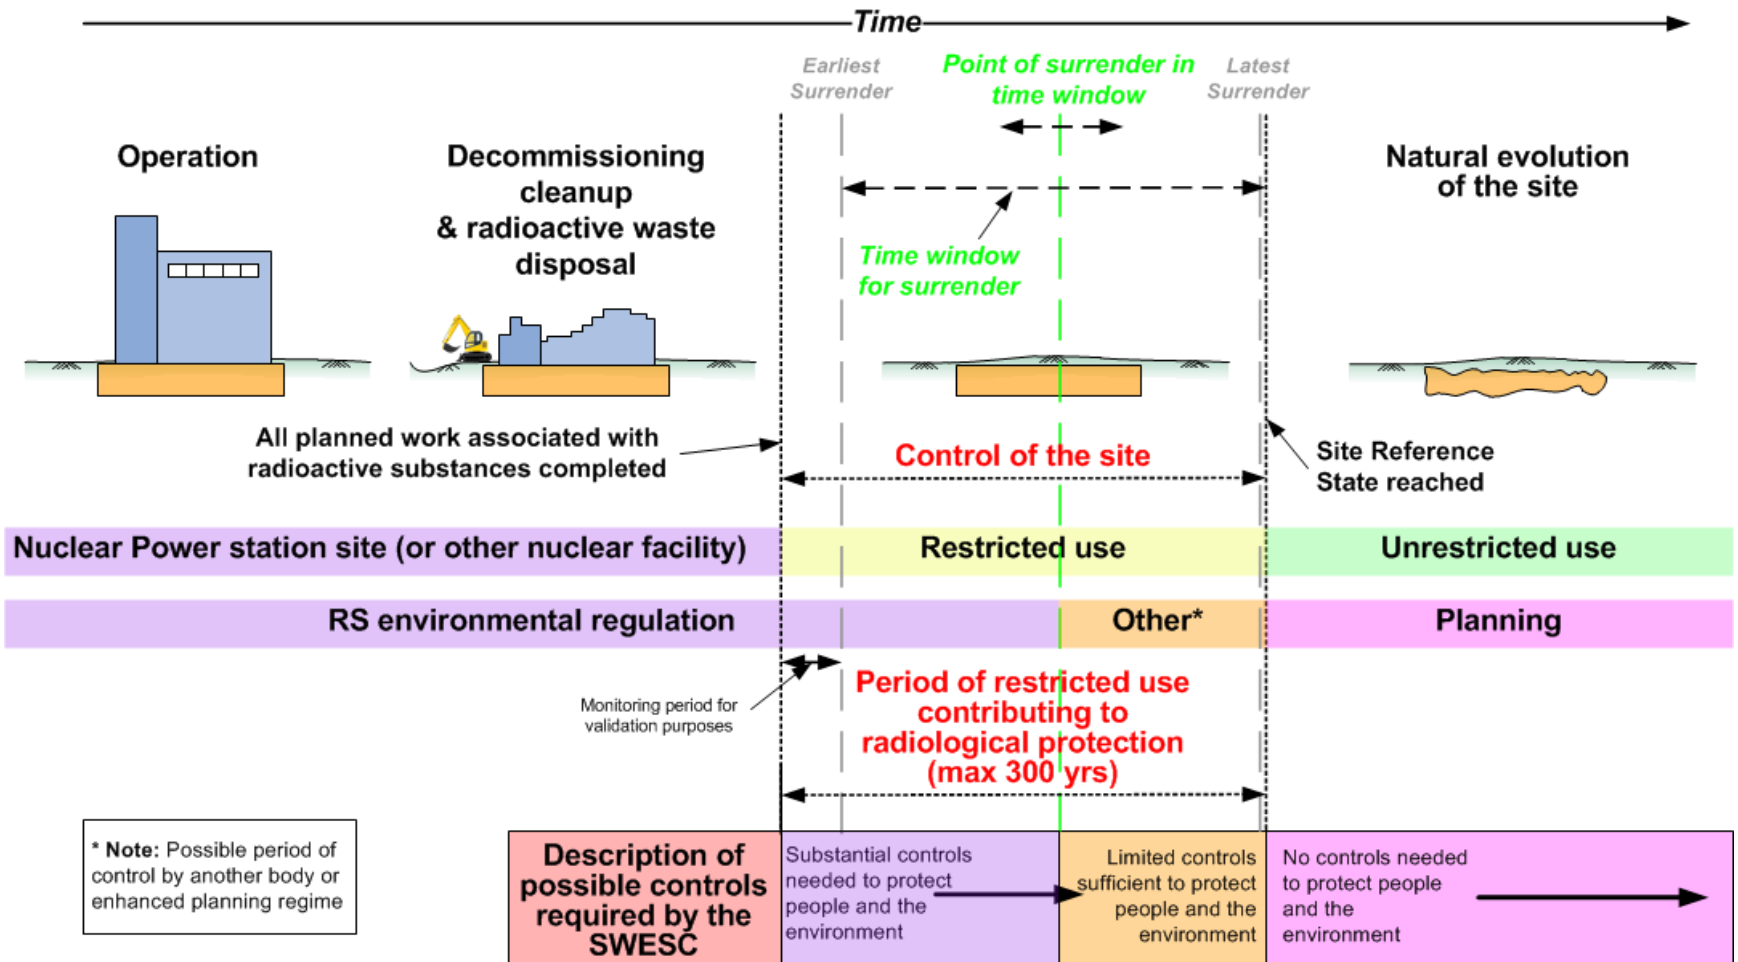 Time
Earliest
Surrender
Point of surrender in
time window
Latest
Surrender
Operation
Decommissioning
cleanup
& radioactive waste
disposal
Natural evolution
of the site
Time window
for surrender
All planned work associated with
radioactive substances completed
Control of the site
Site Reference
State reached
Nuclear Power station site (or other nuclear facility)
Restricted use
Unrestricted use
RS environmental regulation
Other*
Planning
Monitoring period for
validation purposes
Period of restricted use
contributing to
radiological protection
(max 300 yrs)
* Note: Possible period of
control by another body or
enhanced planning regime
Description of
possible controls
required by the
SWESC
Substantial controls
needed to protect
people and the
environment
Limited controls
sufficient to protect
people and the
environment
No controls needed
to protect people
and the
environment